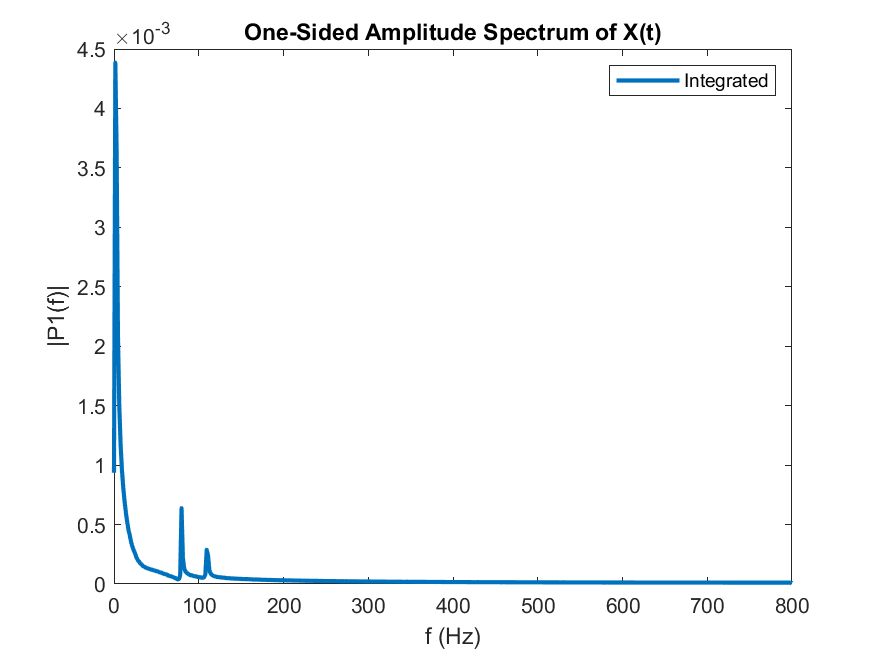 One-Sided Amplitude Spectrum of X(t)
×10⁻³
Integrated
4.5
4
3.5
3
2.5
2
1.5
1
0.5
0
|P1(f)|
0 100 200 300 400 500 600 700 800
f (Hz)